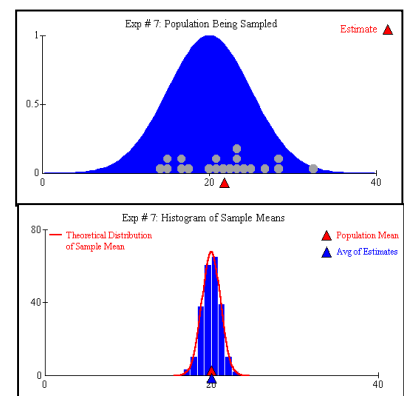 Exp # 7: Population Being Sampled
Estimate
1
0.5
0
20
40
Exp # 7: Histogram of Sample Means
Theoretical Distribution
of Sample Mean
Population Mean
Avg of Estimates
80
40
0
0
20
40